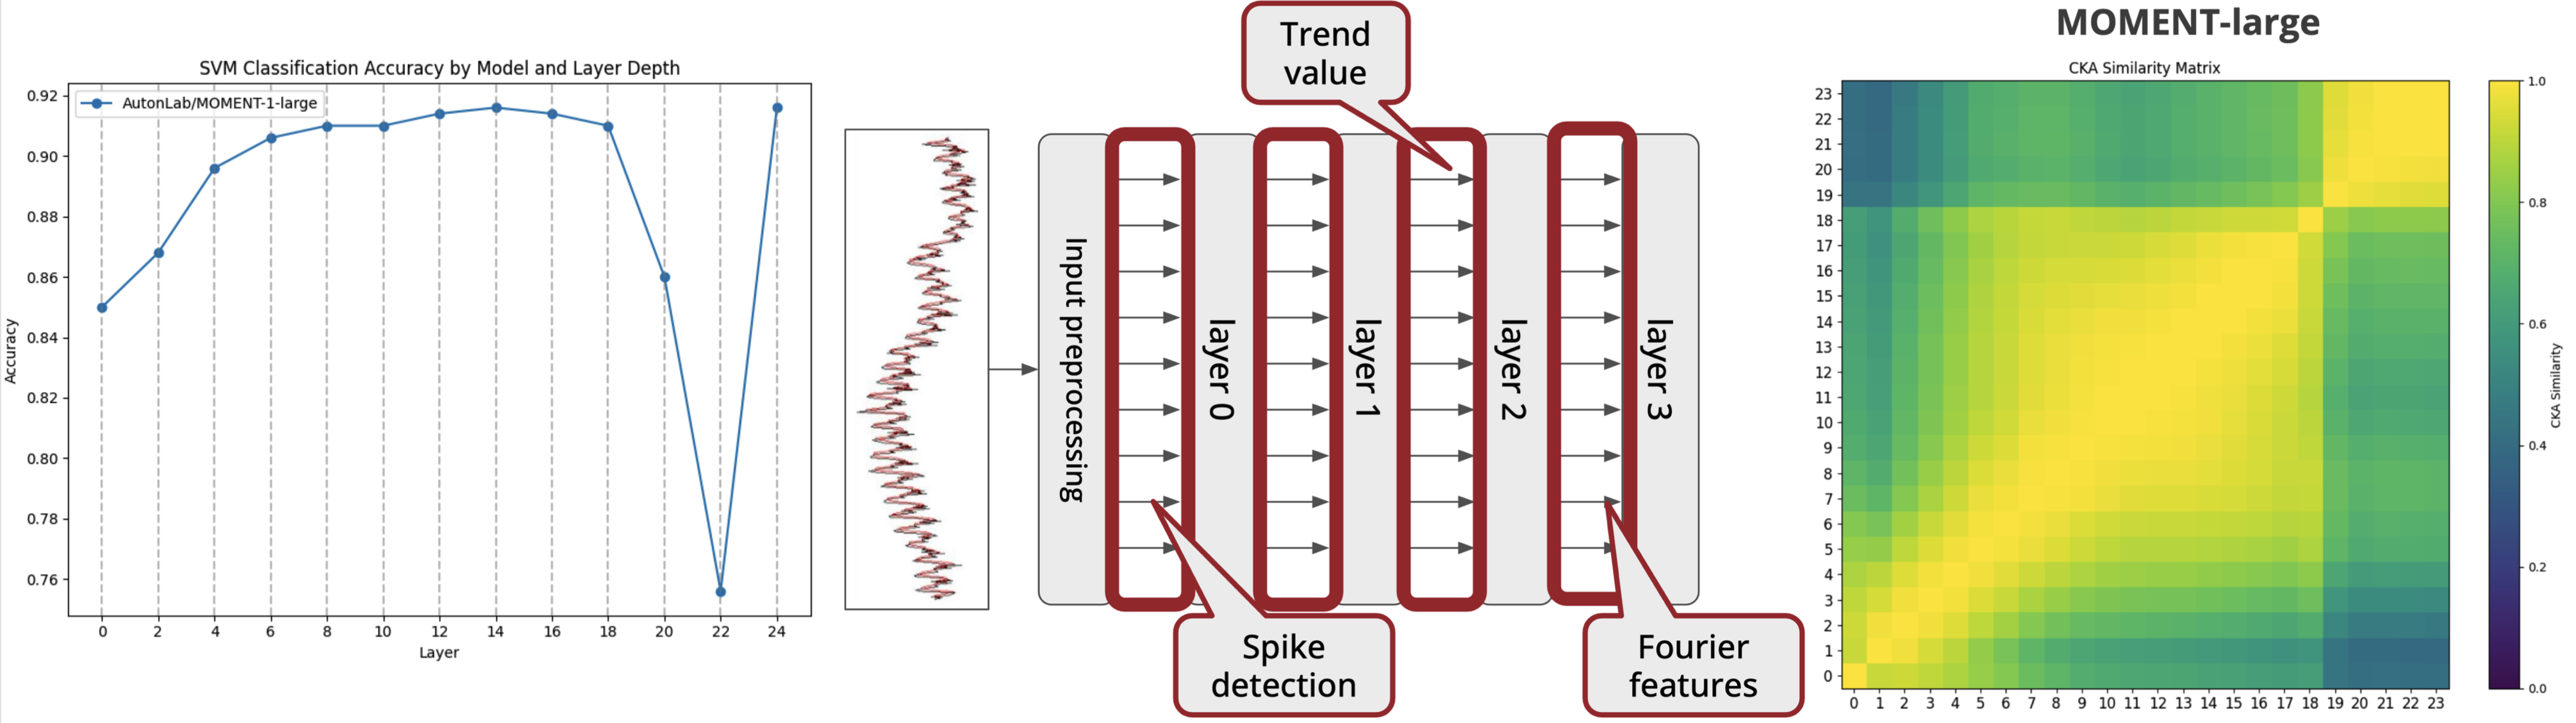 SVM Classification Accuracy by Model and Layer Depth
AutonLab/MOMENT-1-large
Accuracy
0.92
0.90
0.88
0.86
0.84
0.82
0.80
0.78
0.76
0 2 4 6 8 10 12 14 16 18 20 22 24
Layer
Trend
value
Input preprocessing
layer 0
layer 1
layer 2
layer 3
Spike
detection
Fourier
features
MOMENT-large
CKA Similarity Matrix
23
22
21
20
19
18
17
16
15
14
13
12
11
10
9
8
7
6
5
4
3
2
1
0
0 1 2 3 4 5 6 7 8 9 10 11 12 13 14 15 16 17 18 19 20 21 22 23
1.0
0.8
0.6
0.4
0.2
0.0
CKA Similarity